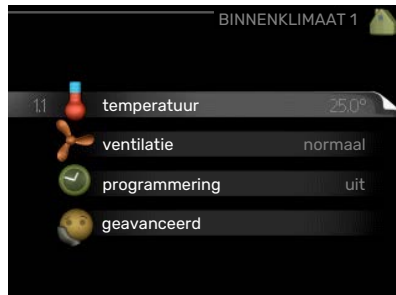 BINNENKLIMAAT 1
1.1 temperatuur 25.0°
ventilatie normaal
programmering uit
geavanceerd